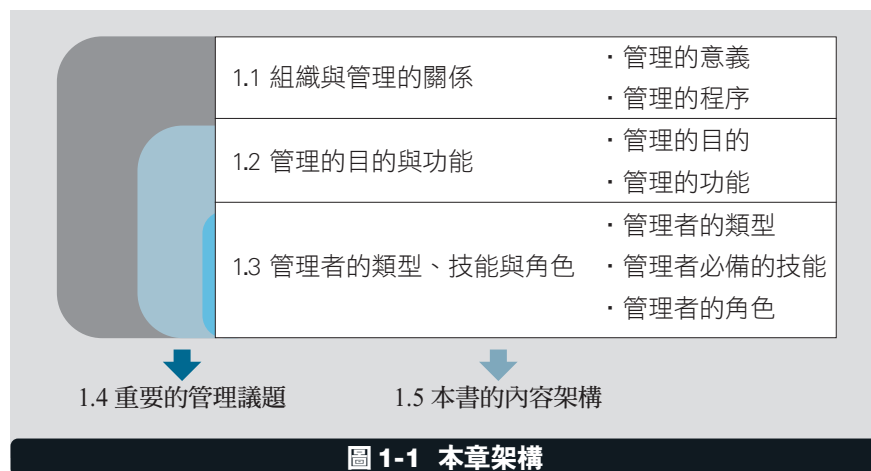 1.1 組織與管理的關係
・管理的意義
・管理的程序
1.2 管理的目的與功能
・管理的目的
・管理的功能
1.3 管理者的類型、技能與角色
・管理者的類型
・管理者必備的技能
・管理者的角色
1.4 重要的管理議題
1.5 本書的內容架構
圖 1-1 本章架構